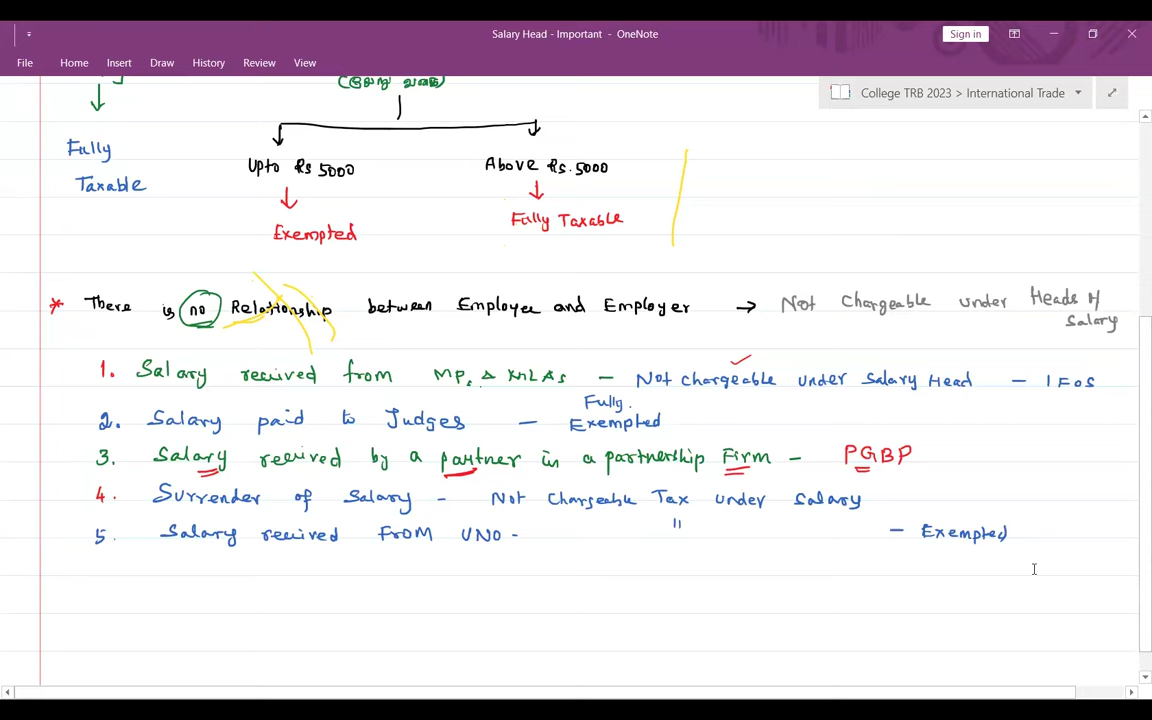 Salary Head - Important - OneNote
Sign in
File Home Insert Draw History Review View
College TRB 2023 > International Trade
Fully Taxable
Upto Rs 5000
Above Rs. 5000
Exempted
Fully Taxable
* There is no Relationship between Employee and Employer → Not Chargeable under Heads of Salary
1. Salary received from MPs & MLAs - Not chargeable under Salary Head - IFOS
2. Salary paid to Judges - Fully. Exempted
3. Salary received by a partner in a partnership Firm - PGBP
4. Surrender of Salary - Not Chargeable Tax under Salary
5. Salary received FROM UNO - " - Exempted